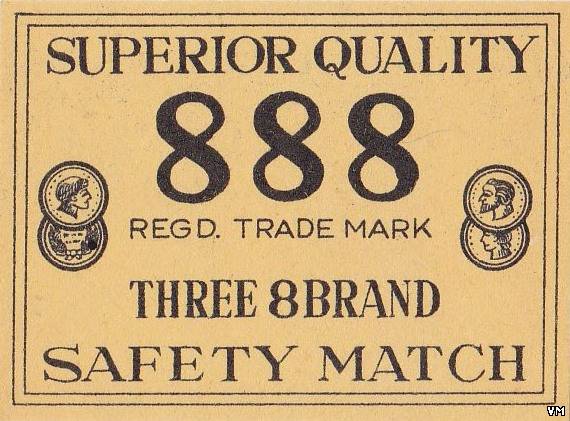 SUPERIOR QUALITY
888
REGD. TRADE MARK
THREE 8 BRAND
SAFETY MATCH
VM